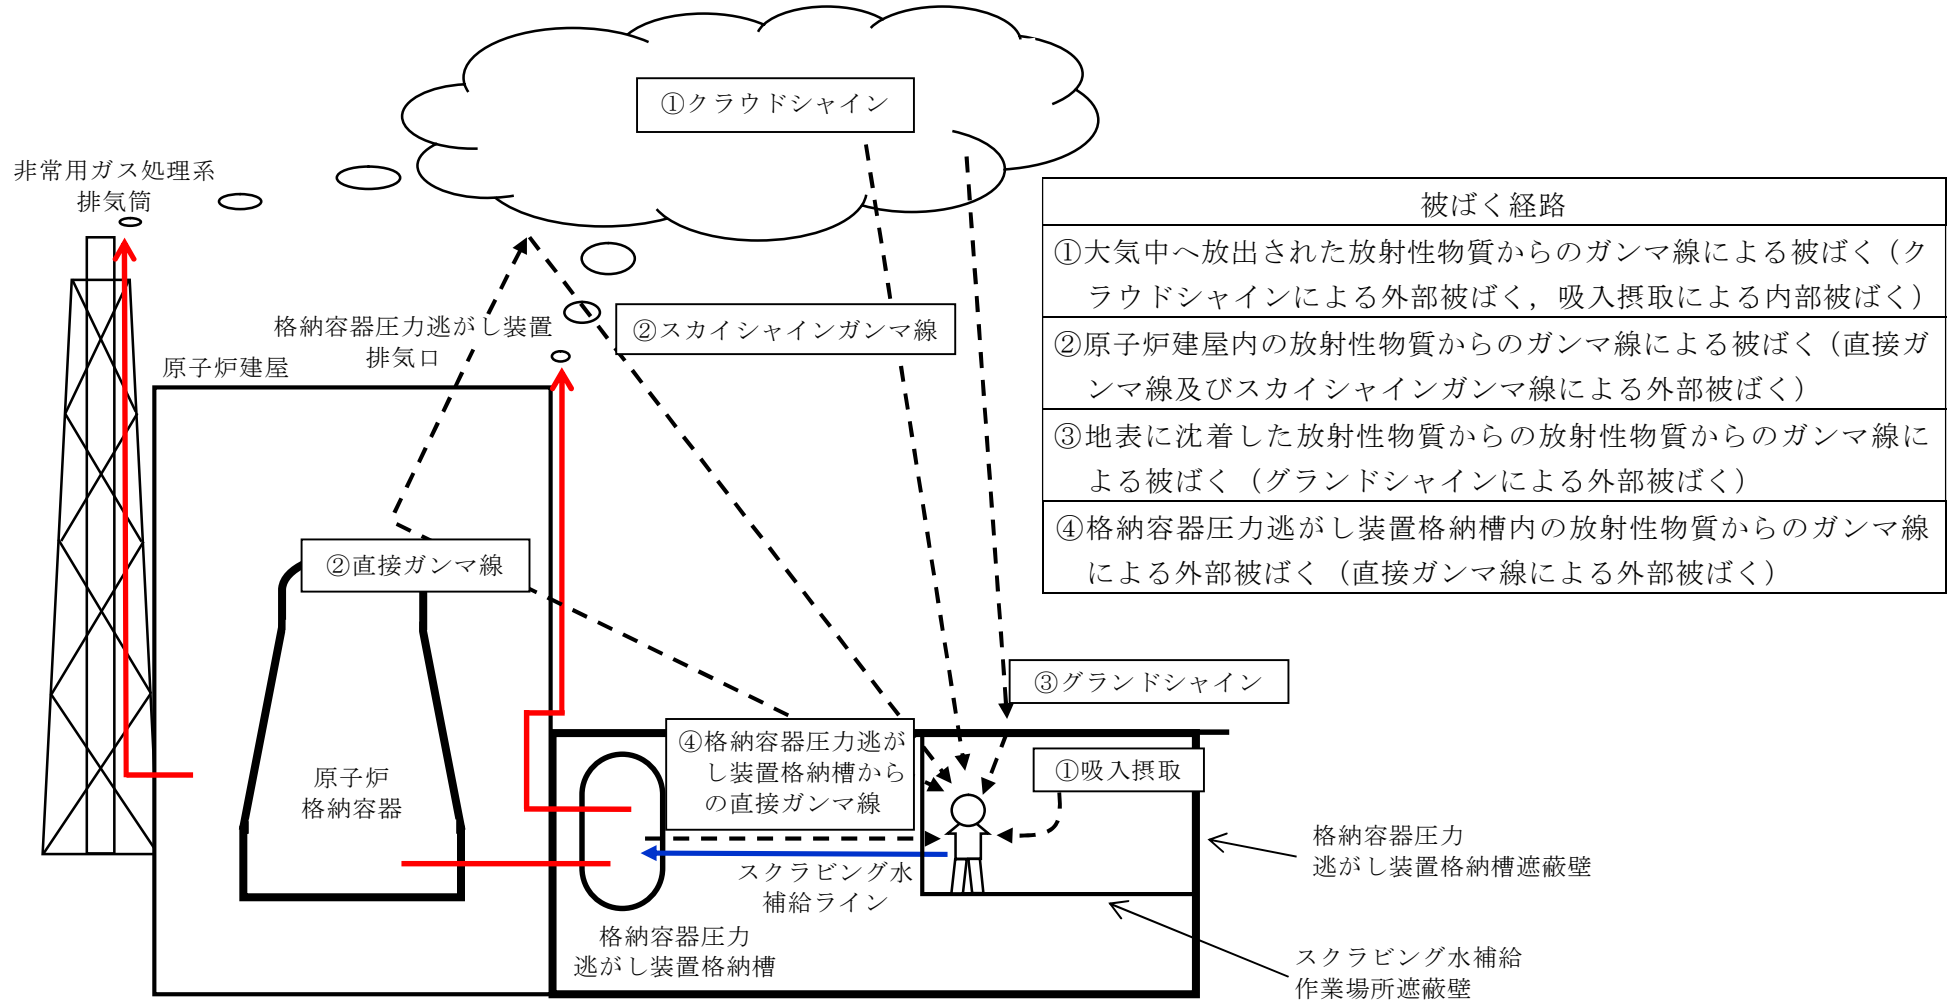 ①クラウドシャイン
非常用ガス処理系
排気筒
被ばく経路
①大気中へ放出された放射性物質からのガンマ線による被ばく（ク
ラウドシャインによる外部被ばく，吸入摂取による内部被ばく）
②原子炉建屋内の放射性物質からのガンマ線による被ばく（直接ガ
ンマ線及びスカイシャインガンマ線による外部被ばく）
③地表に沈着した放射性物質からの放射性物質からのガンマ線に
よる被ばく（グランドシャインによる外部被ばく）
④格納容器圧力逃がし装置格納槽内の放射性物質からのガンマ線
による外部被ばく（直接ガンマ線による外部被ばく）
格納容器圧力逃がし装置
排気口
②スカイシャインガンマ線
原子炉建屋
②直接ガンマ線
③グランドシャイン
④格納容器圧力逃が
し装置格納槽から
の直接ガンマ線
①吸入摂取
原子炉
格納容器
格納容器圧力
逃がし装置格納槽遮蔽壁
スクラビング水
補給ライン
格納容器圧力
逃がし装置格納槽
スクラビング水補給
作業場所遮蔽壁